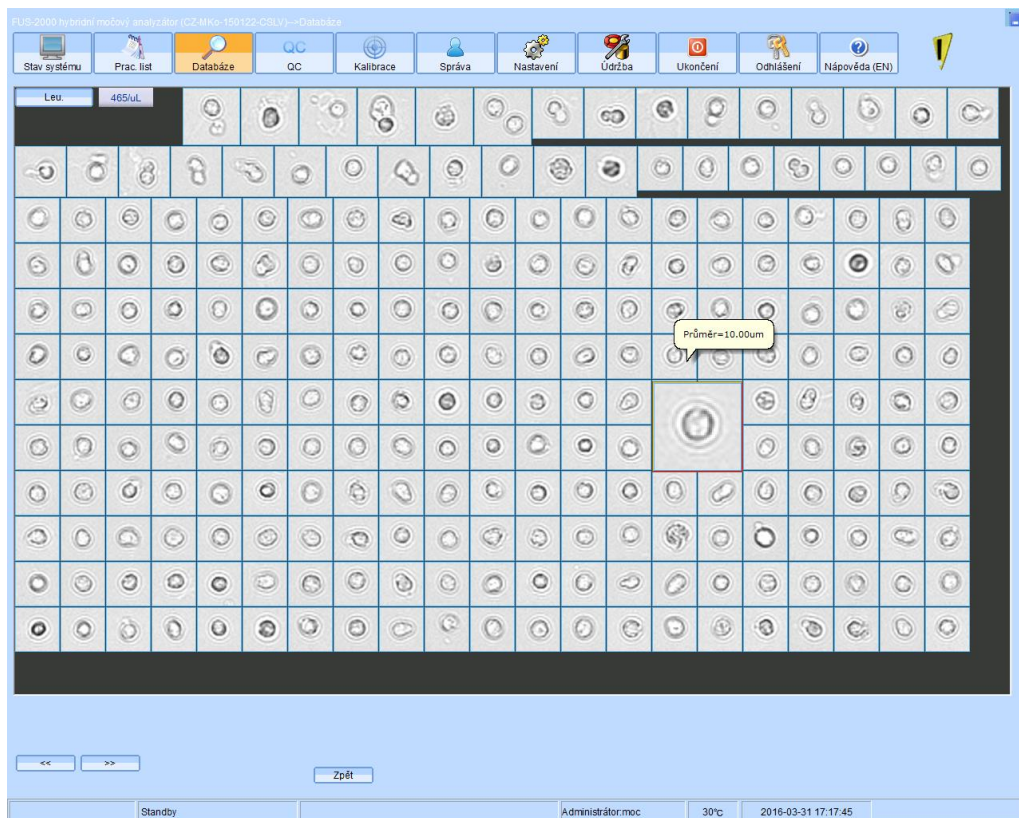 FUS-2000 hybridní močový analyzátor (CZ-MKo-150122-CSLV)-->Databáze
QC
Stav systému Prac. list Databáze QC Kalibrace Správa Nastavení Údržba Ukončení Odhlášení Nápověda (EN)
Leu. 465/uL
Průměr=10.00um
<< >>
Zpět
Standby Administrátor:moc 30°C 2016-03-31 17:17:45